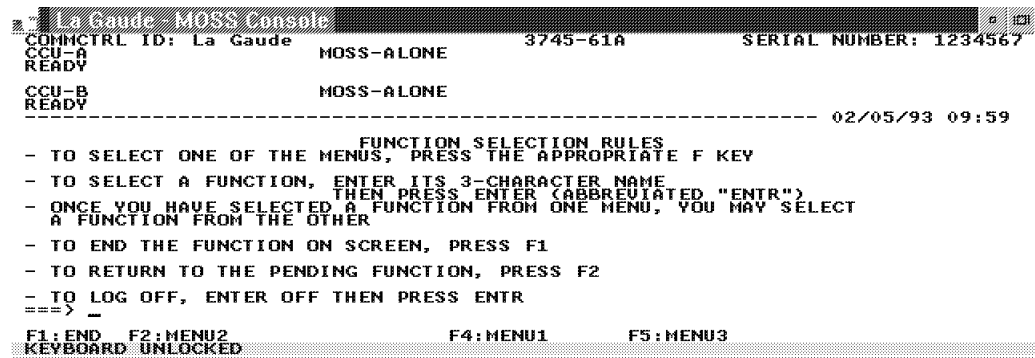 La Gaude - MOSS Console
COMMCTRL ID: La Gaude 3745-61A SERIAL NUMBER: 1234567
CCU-A MOSS-ALONE
READY
CCU-B MOSS-ALONE
READY
---------------------------------------------------------------- 02/05/93 09:59
FUNCTION SELECTION RULES
- TO SELECT ONE OF THE MENUS, PRESS THE APPROPRIATE F KEY
- TO SELECT A FUNCTION, ENTER ITS 3-CHARACTER NAME
THEN PRESS ENTER (ABBREVIATED "ENTR")
- ONCE YOU HAVE SELECTED A FUNCTION FROM ONE MENU, YOU MAY SELECT
A FUNCTION FROM THE OTHER
- TO END THE FUNCTION ON SCREEN, PRESS F1
- TO RETURN TO THE PENDING FUNCTION, PRESS F2
- TO LOG OFF, ENTER OFF THEN PRESS ENTR
===> _
F1:END F2:MENU2 F4:MENU1 F5:MENU3
KEYBOARD UNLOCKED